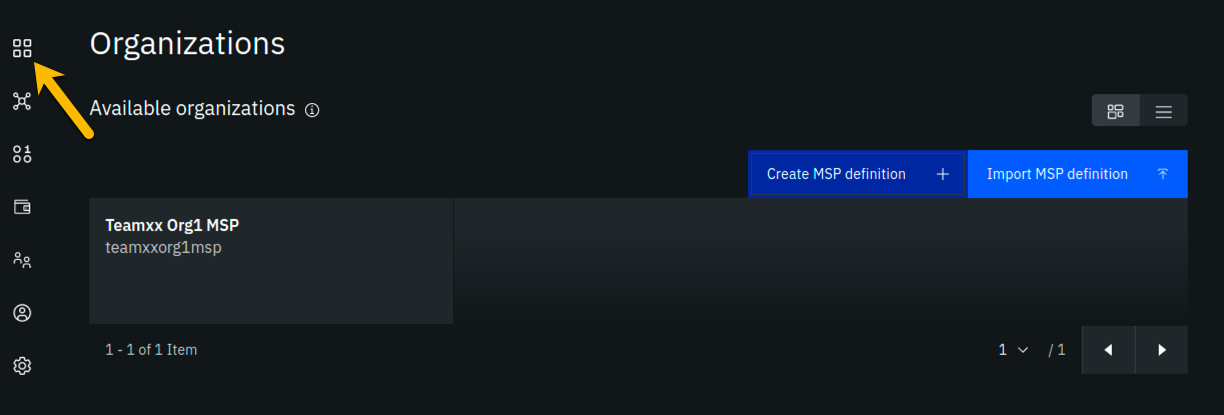 Organizations
Available organizations
Create MSP definition
Import MSP definition
Teamxx Org1 MSP
teamxxorg1msp
1 - 1 of 1 Item
1
/ 1